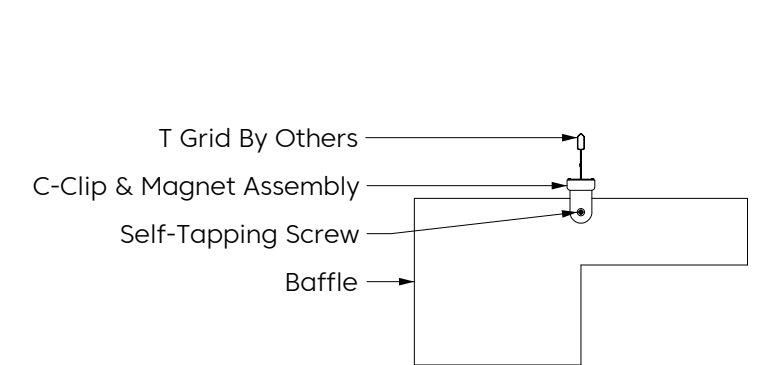 T Grid By Others
C-Clip & Magnet Assembly
Self-Tapping Screw
Baffle